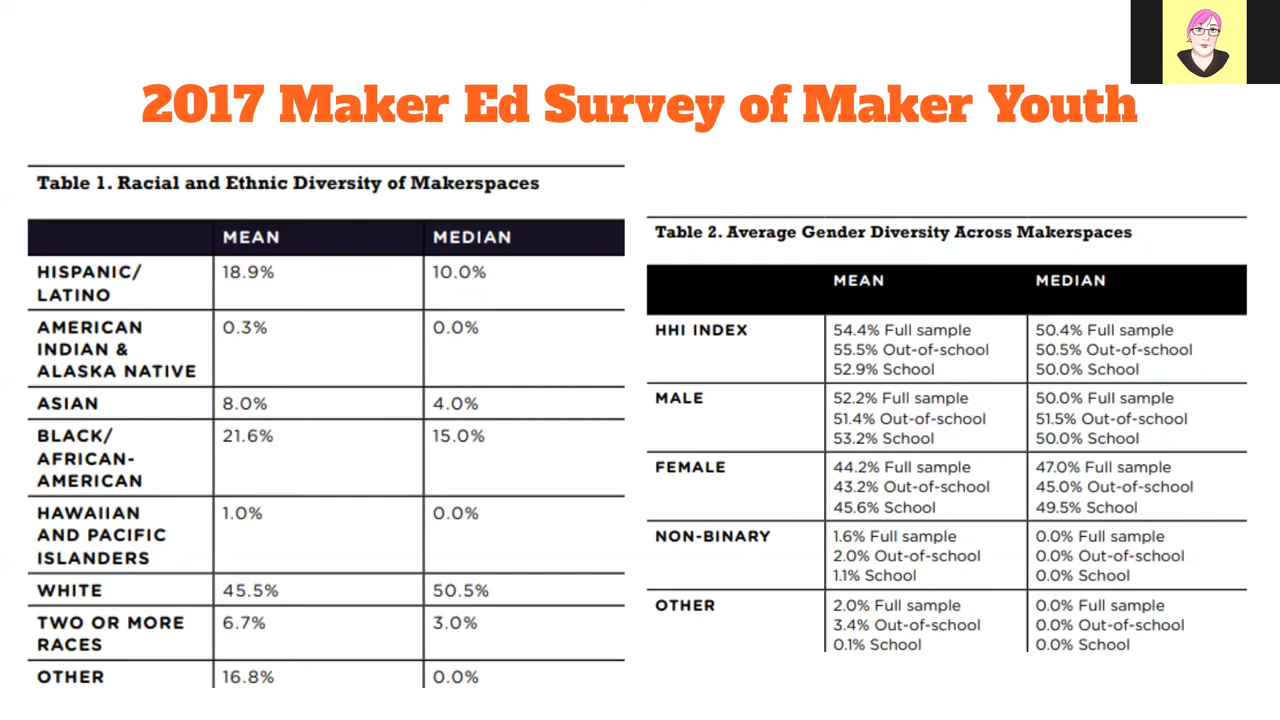 2017 Maker Ed Survey of Maker Youth
Table 1. Racial and Ethnic Diversity of Makerspaces
MEAN MEDIAN
HISPANIC/ 18.9% 10.0%
LATINO
AMERICAN 0.3% 0.0%
INDIAN &
ALASKA NATIVE
ASIAN 8.0% 4.0%
BLACK/ 21.6% 15.0%
AFRICAN-
AMERICAN
HAWAIIAN 1.0% 0.0%
AND PACIFIC
ISLANDERS
WHITE 45.5% 50.5%
TWO OR MORE 6.7% 3.0%
RACES
OTHER 16.8% 0.0%
Table 2. Average Gender Diversity Across Makerspaces
MEAN MEDIAN
HHI INDEX 54.4% Full sample 50.4% Full sample
55.5% Out-of-school 50.5% Out-of-school
52.9% School 50.0% School
MALE 52.2% Full sample 50.0% Full sample
51.4% Out-of-school 51.5% Out-of-school
53.2% School 50.0% School
FEMALE 44.2% Full sample 47.0% Full sample
43.2% Out-of-school 45.0% Out-of-school
45.6% School 49.5% School
NON-BINARY 1.6% Full sample 0.0% Full sample
2.0% Out-of-school 0.0% Out-of-school
1.1% School 0.0% School
OTHER 2.0% Full sample 0.0% Full sample
3.4% Out-of-school 0.0% Out-of-school
0.1% School 0.0% School